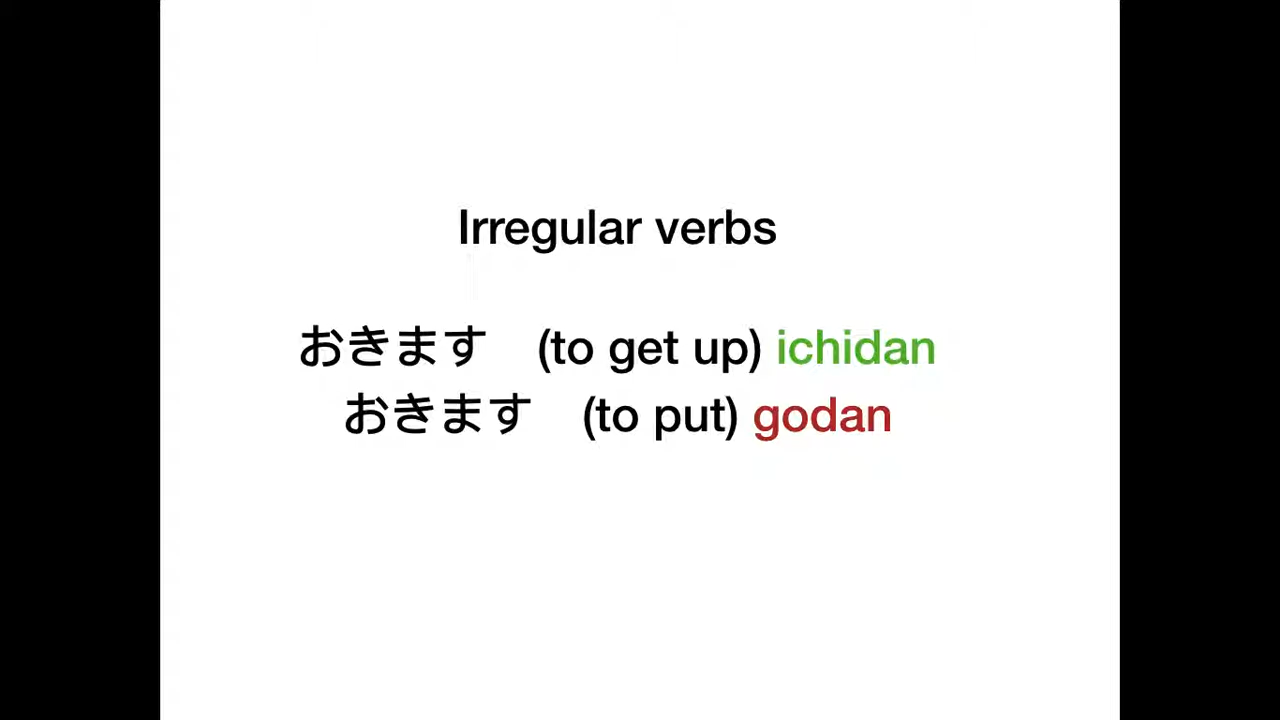 Irregular verbs
おきます　(to get up) ichidan
おきます　(to put) godan